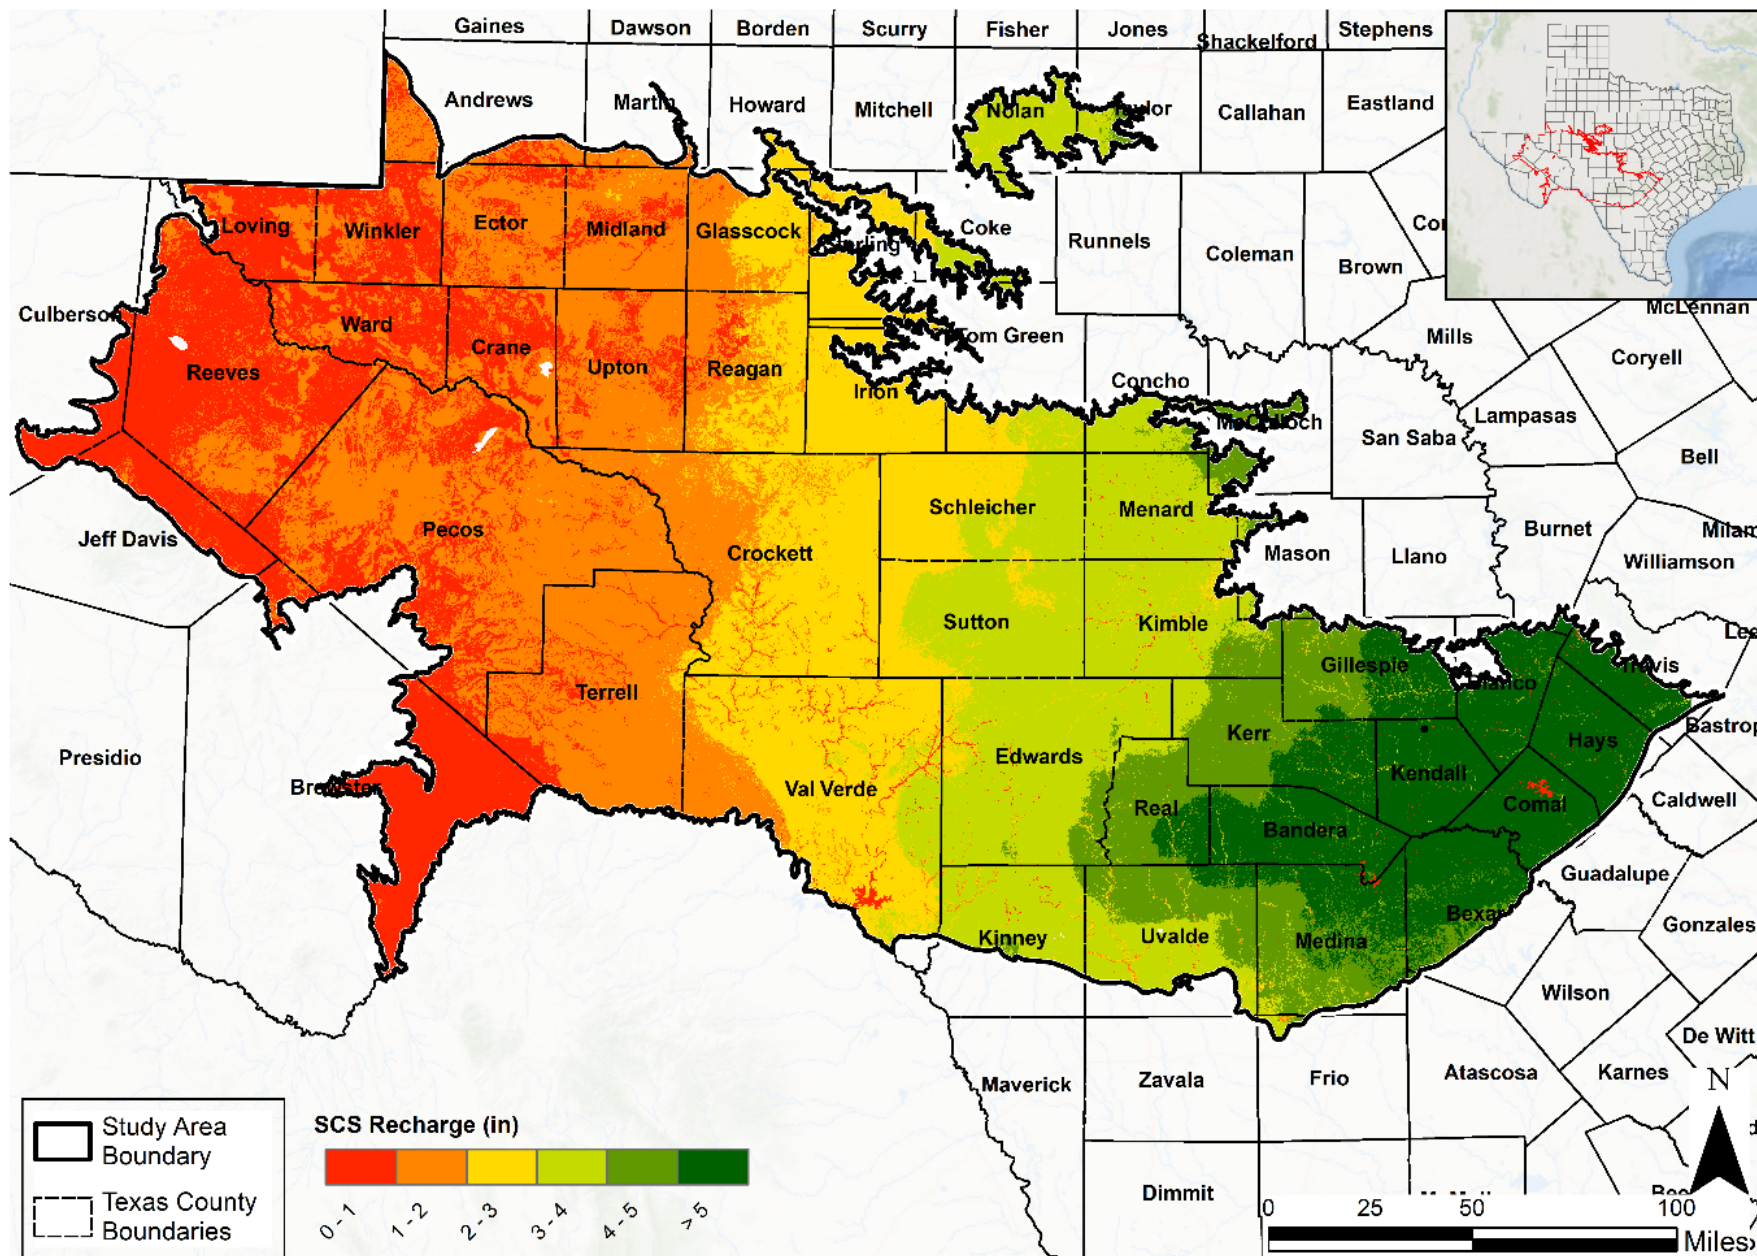 Gaines Dawson Borden Scurry Fisher Jones Shackelford Stephens
Andrews Martin Howard Mitchell Nolan Taylor Callahan Eastland
Loving Winkler Ector Midland Glasscock Sterling Coke Runnels Coleman Brown
Culberson Ward Crane Upton Reagan Tom Green Mills McLennan
Reeves Irion Concho McCulloch San Saba Lampasas Coryell
Bell
Jeff Davis Pecos Crockett Schleicher Menard Mason Llano Burnet Williamson
Terrell Sutton Kimble Gillespie Blanco Travis
Presidio Brewster Val Verde Edwards Kerr Kendall Hays
Real Bandera Comal Caldwell
Kinney Uvalde Medina Bexar Guadalupe Gonzales
Wilson
Maverick Zavala Frio Atascosa Karnes De Witt
Dimmit
Study Area
Boundary
Texas County
Boundaries
SCS Recharge (in)
0 - 1 1 - 2 2 - 3 3 - 4 4 - 5 > 5
N
0 25 50 100
Miles